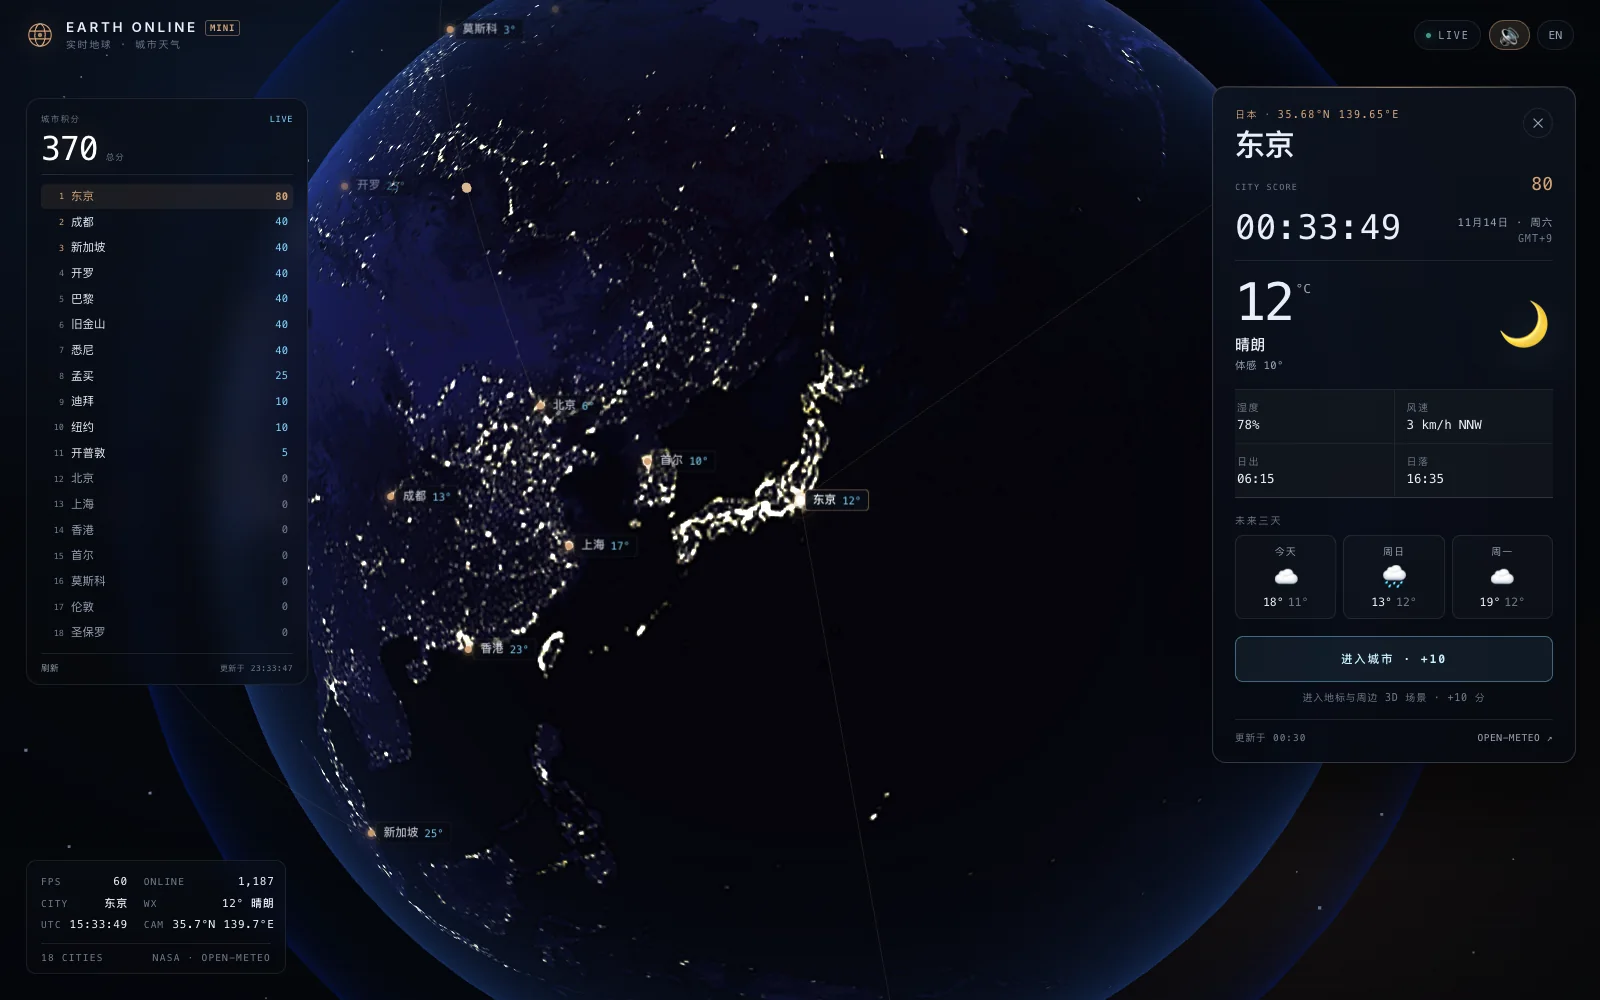 EARTH ONLINE MINI
实时地球 · 城市天气
LIVE
EN
城市积分 LIVE
370 总分
1 东京 80
2 成都 40
3 新加坡 40
4 开罗 40
5 巴黎 40
6 旧金山 40
7 悉尼 40
8 孟买 25
9 迪拜 10
10 纽约 10
11 开普敦 5
12 北京 0
13 上海 0
14 香港 0
15 首尔 0
16 莫斯科 0
17 伦敦 0
18 圣保罗 0
刷新 更新于 23:33:47
莫斯科 3°
开罗
北京 6°
首尔 10°
成都 13°
东京 12°
上海 17°
香港 23°
新加坡 25°
日本 · 35.68°N 139.65°E
东京
CITY SCORE 80
00:33:49 11月14日 · 周六
GMT+9
12°C
晴朗
体感 10°
湿度 风速
78% 3 km/h NNW
日出 日落
06:15 16:35
未来三天
今天 周日 周一
18° 11° 13° 12° 19° 12°
进入城市 · +10
进入地标与周边 3D 场景 · +10 分
更新于 00:30 OPEN-METEO ↗
FPS 60 ONLINE 1,187
CITY 东京 WX 12° 晴朗
UTC 15:33:49 CAM 35.7°N 139.7°E
18 CITIES NASA · OPEN-METEO